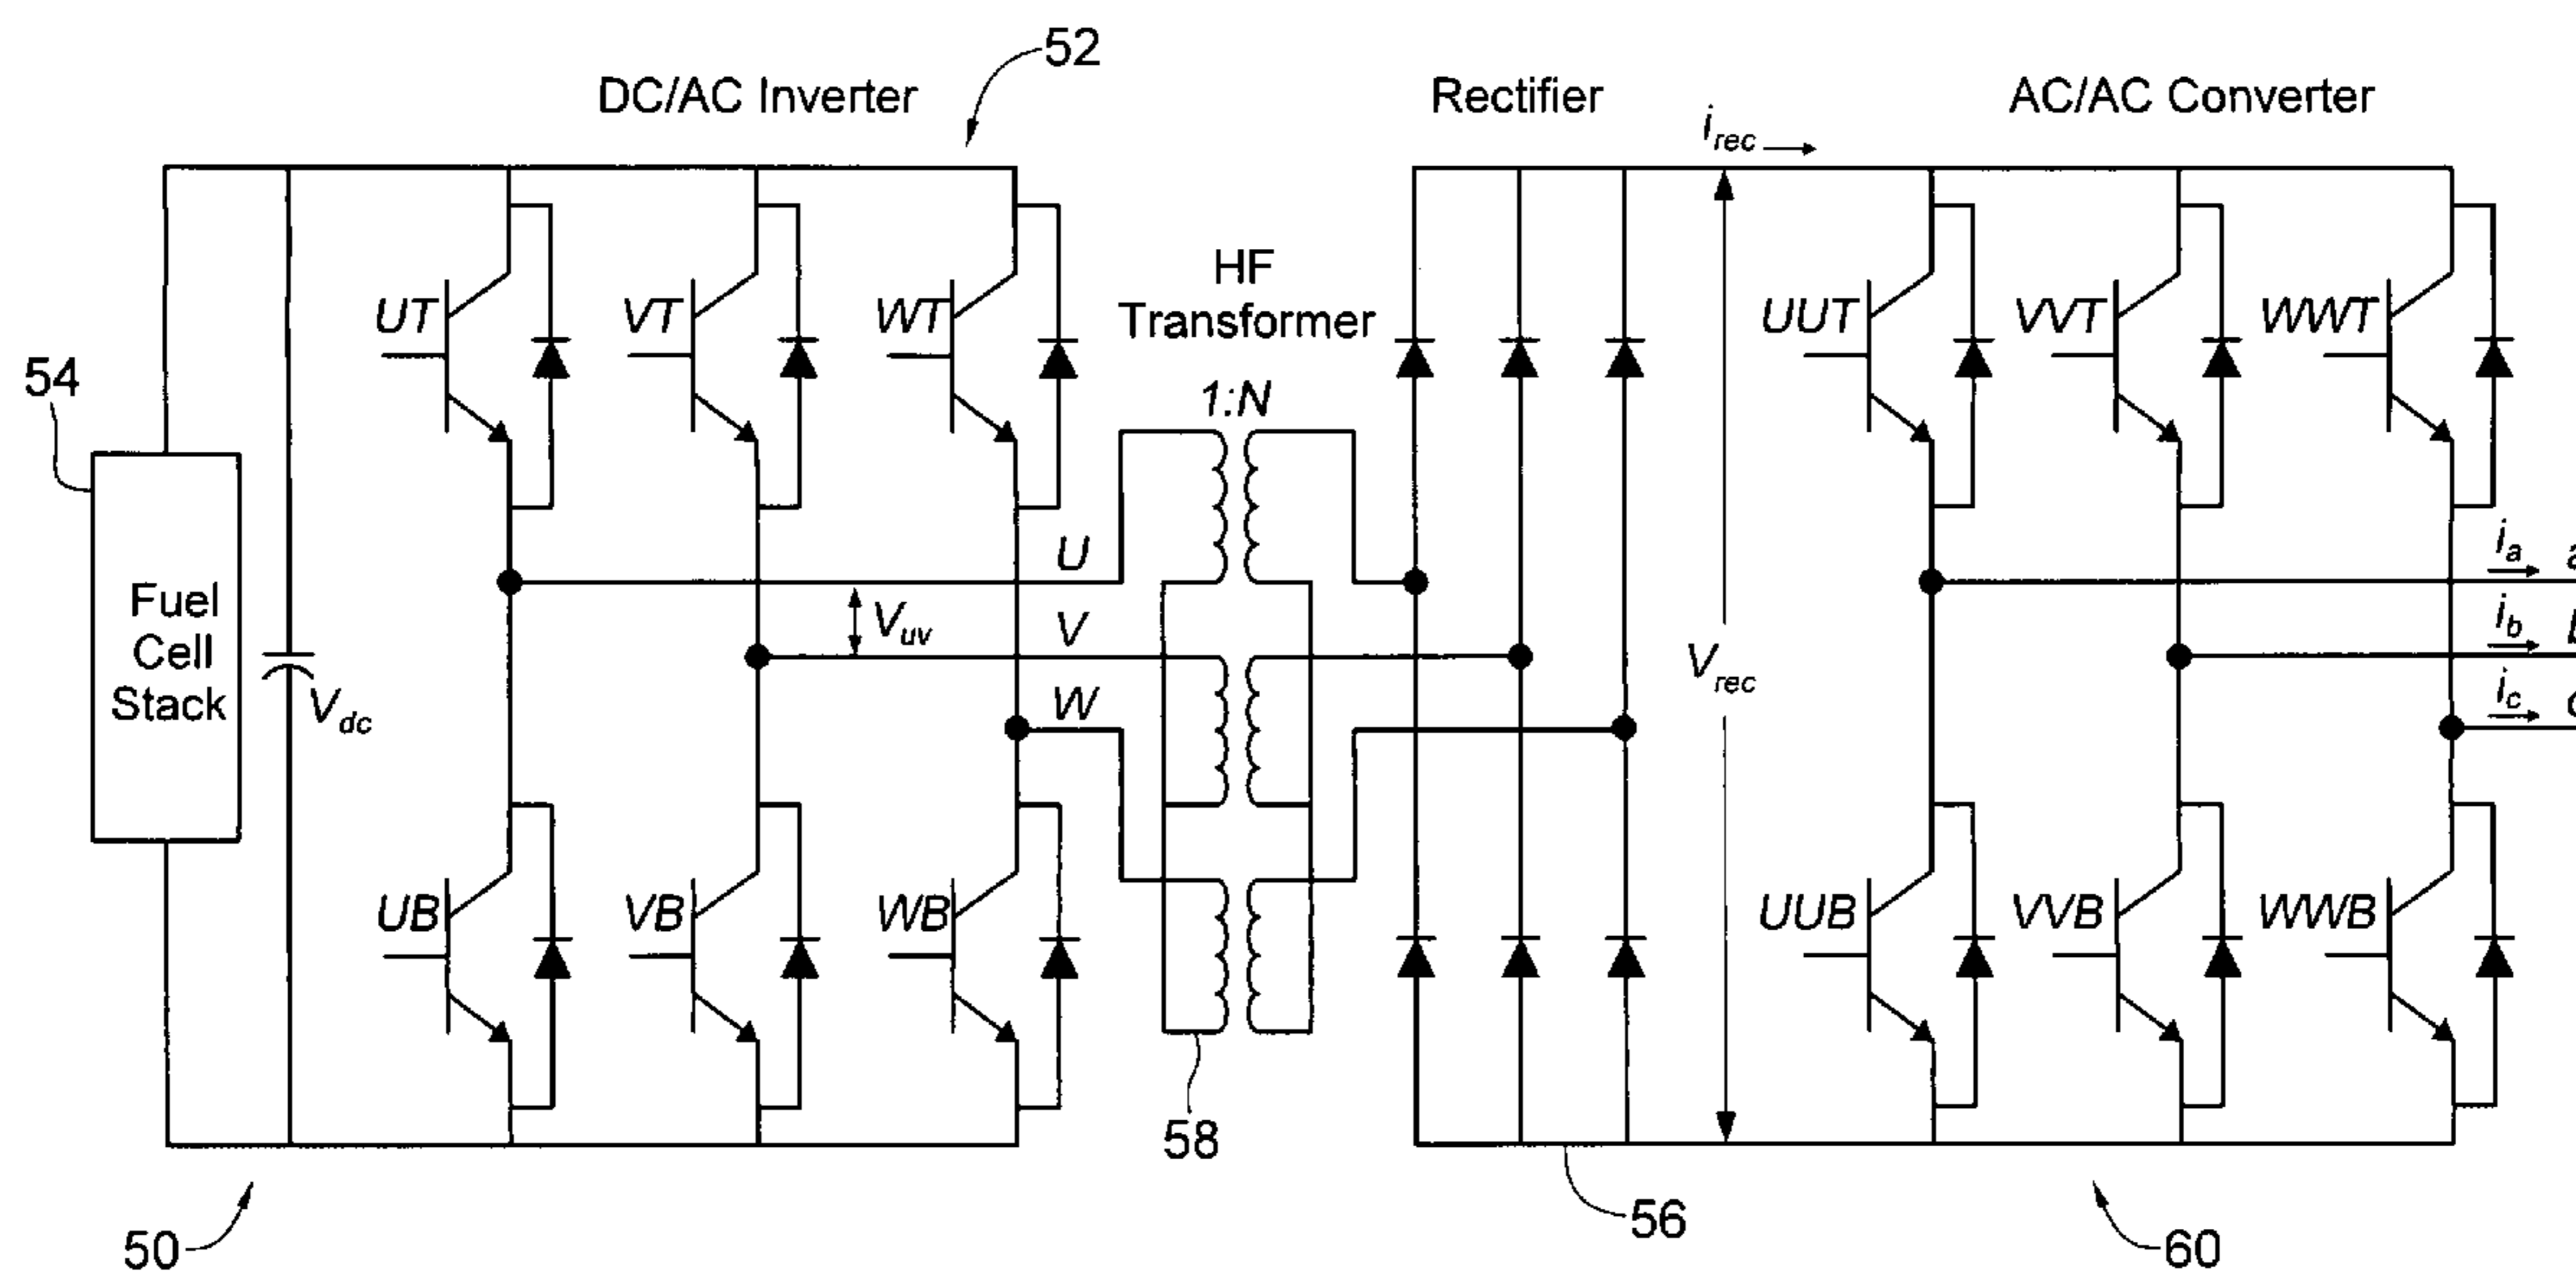 52
DC/AC Inverter
Rectifier
AC/AC Converter
i_rec
HF
Transformer
UT
VT
WT
UUT
VVT
WWT
54
1:N
Fuel
Cell
Stack
V_dc
U
V_uv
V
W
V_rec
i_a
i_b
i_c
UB
VB
WB
UUB
VVB
WWB
58
56
50
60